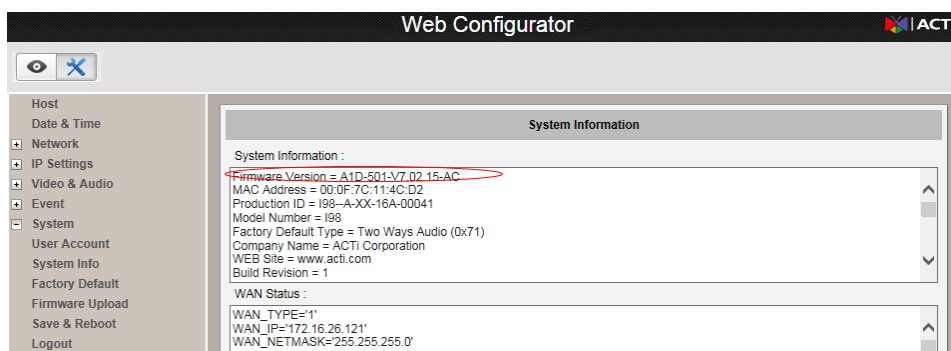 Web Configurator
ACT
Host
Date & Time
Network
IP Settings
Video & Audio
Event
System
User Account
System Info
Factory Default
Firmware Upload
Save & Reboot
Logout
System Information
System Information :
Firmware Version = A1D-501-V7.02.15-AC
MAC Address = 00:0F:7C:11:4C:D2
Production ID = I98--A-XX-16A-00041
Model Number = I98
Factory Default Type = Two Ways Audio (0x71)
Company Name = ACTi Corporation
WEB Site = www.acti.com
Build Revision = 1
WAN Status :
WAN_TYPE='1'
WAN_IP='172.16.26.121'
WAN_NETMASK='255.255.255.0'